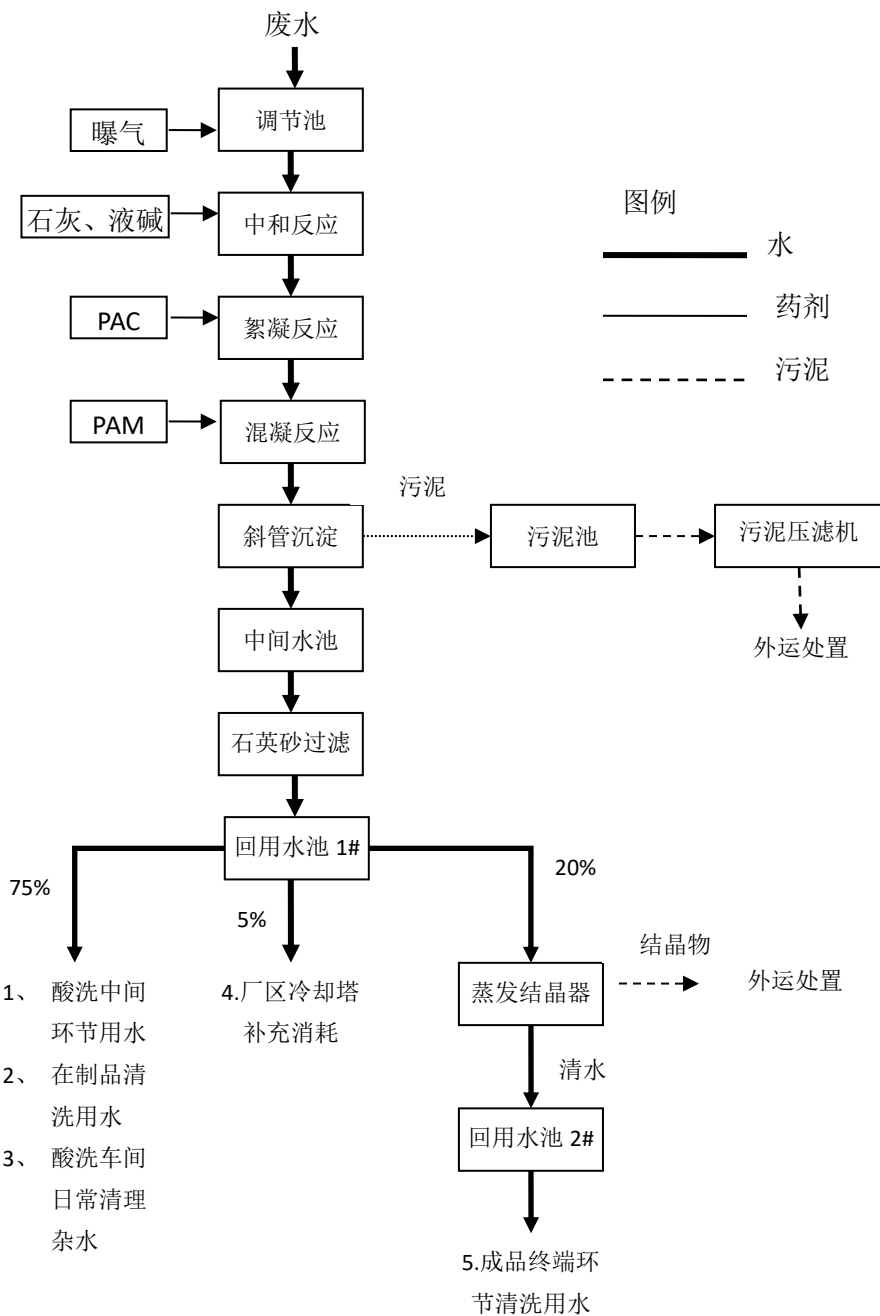 废水
曝气
调节池
石灰、液碱
中和反应
图例
水
药剂
污泥
PAC
絮凝反应
PAM
混凝反应
污泥
斜管沉淀
污泥池
污泥压滤机
中间水池
外运处置
石英砂过滤
回用水池 1#
75%
5%
20%
1、 酸洗中间
环节用水
2、 在制品清
洗用水
3、 酸洗车间
日常清理
杂水
4.厂区冷却塔
补充消耗
蒸发结晶器
结晶物
外运处置
清水
回用水池 2#
5.成品终端环
节清洗用水